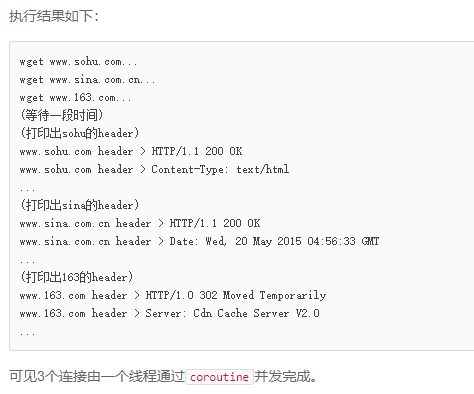 执行结果如下：
wget www.sohu.com...
wget www.sina.com.cn...
wget www.163.com...
(等待一段时间)
(打印出sohu的header)
www.sohu.com header > HTTP/1.1 200 OK
www.sohu.com header > Content-Type: text/html
...
(打印出sina的header)
www.sina.com.cn header > HTTP/1.1 200 OK
www.sina.com.cn header > Date: Wed, 20 May 2015 04:56:33 GMT
...
(打印出163的header)
www.163.com header > HTTP/1.0 302 Moved Temporarily
www.163.com header > Server: Cdn Cache Server V2.0
...
可见3个连接由一个线程通过coroutine并发完成。